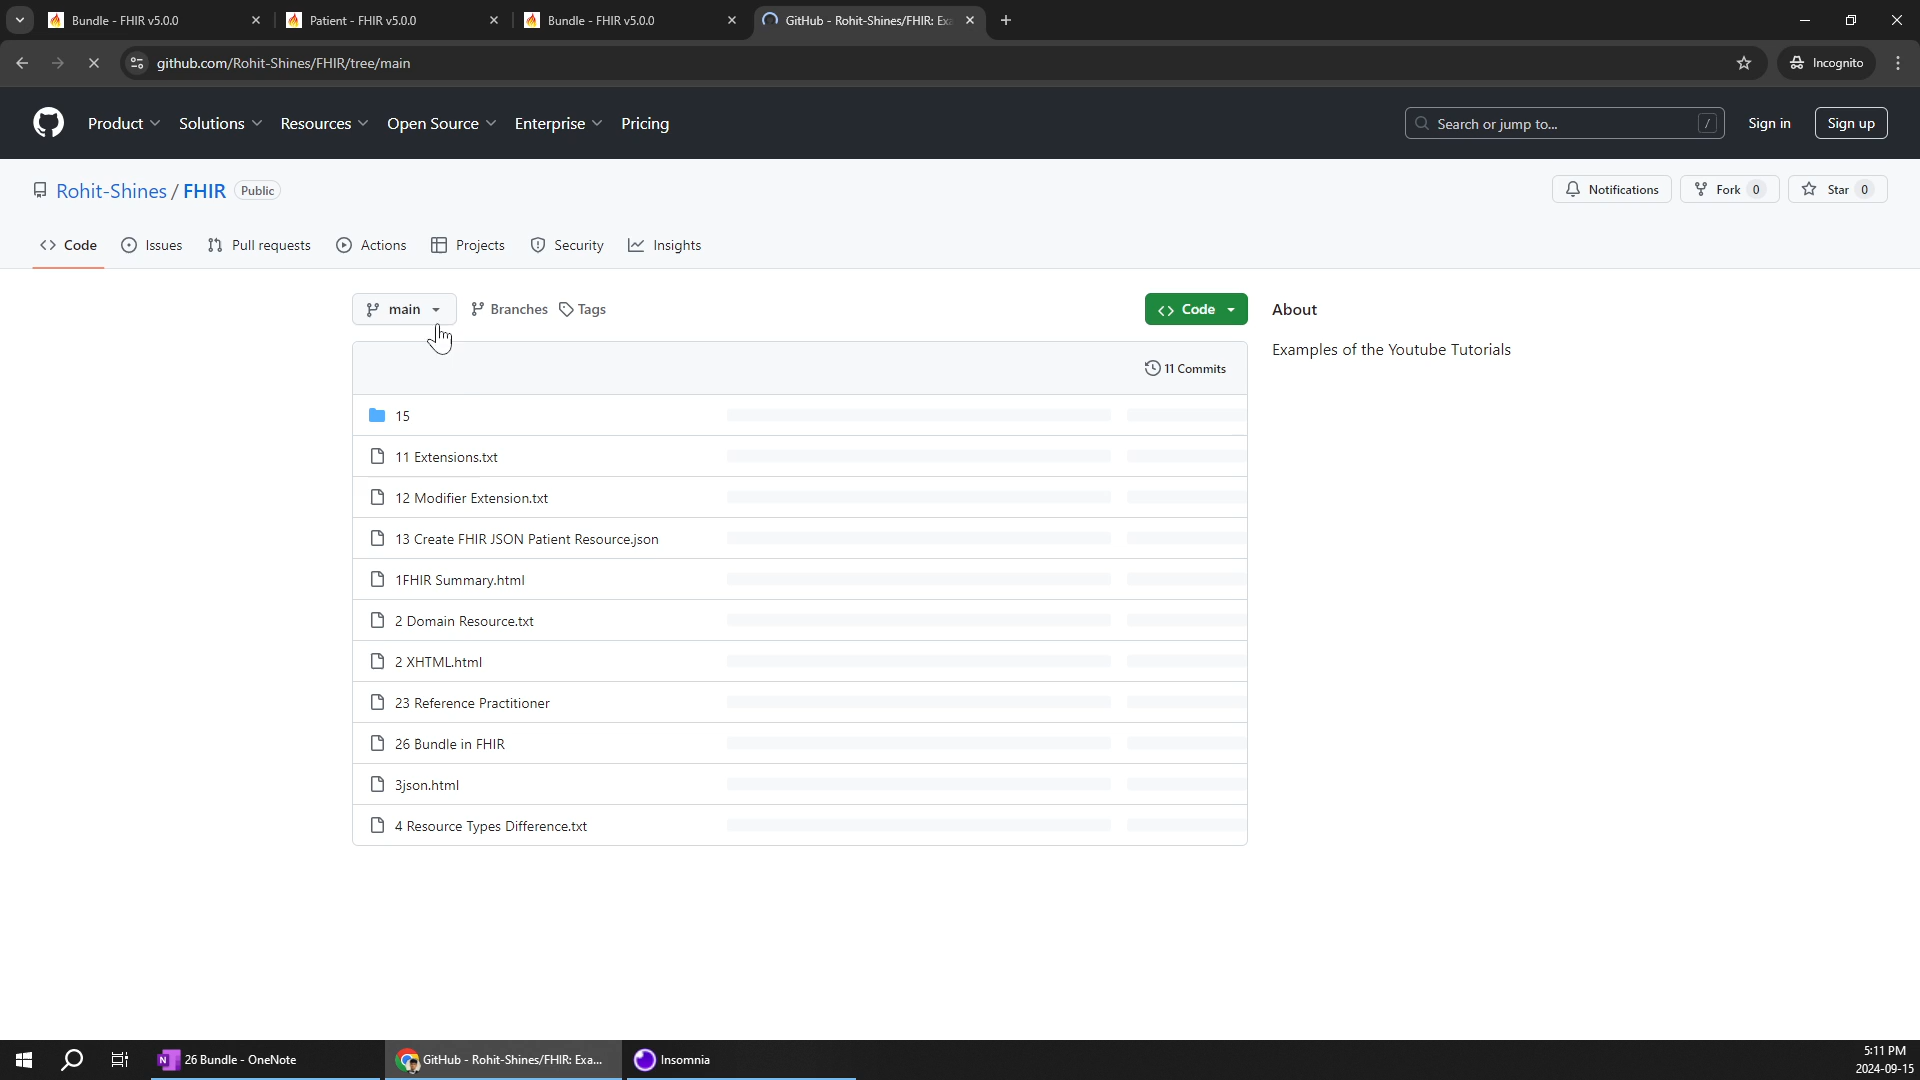 Bundle - FHIR v5.0.0
Patient - FHIR v5.0.0
Bundle - FHIR v5.0.0
GitHub - Rohit-Shines/FHIR: Exa
github.com/Rohit-Shines/FHIR/tree/main
Incognito
Product Solutions Resources Open Source Enterprise Pricing
Search or jump to... /
Sign in
Sign up
Rohit-Shines / FHIR Public
Notifications
Fork 0
Star 0
Code Issues Pull requests Actions Projects Security Insights
main
Branches
Tags
Code
About
Examples of the Youtube Tutorials
11 Commits
15
11 Extensions.txt
12 Modifier Extension.txt
13 Create FHIR JSON Patient Resource.json
1FHIR Summary.html
2 Domain Resource.txt
2 XHTML.html
23 Reference Practitioner
26 Bundle in FHIR
3json.html
4 Resource Types Difference.txt
26 Bundle - OneNote
GitHub - Rohit-Shines/FHIR: Exa...
Insomnia
5:11 PM
2024-09-15